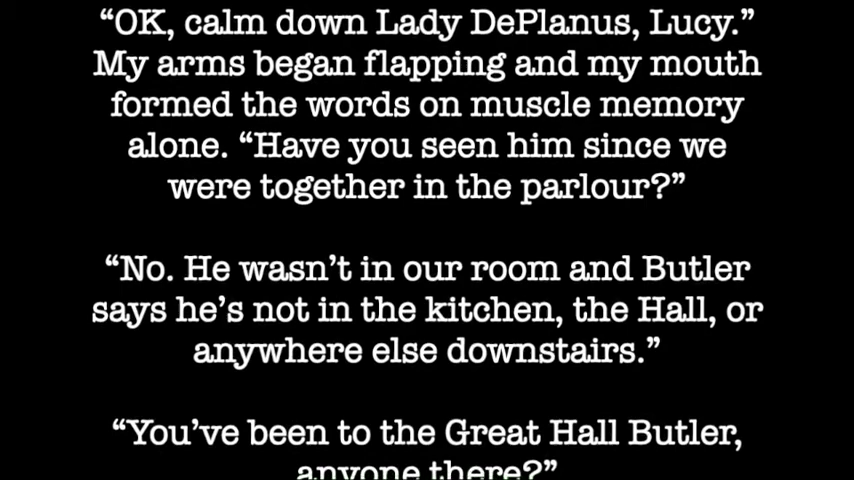 “OK, calm down Lady DePlanus, Lucy.”
My arms began flapping and my mouth
formed the words on muscle memory
alone. “Have you seen him since we
were together in the parlour?”
“No. He wasn’t in our room and Butler
says he’s not in the kitchen, the Hall, or
anywhere else downstairs.”
“You’ve been to the Great Hall Butler,
anyone there?”